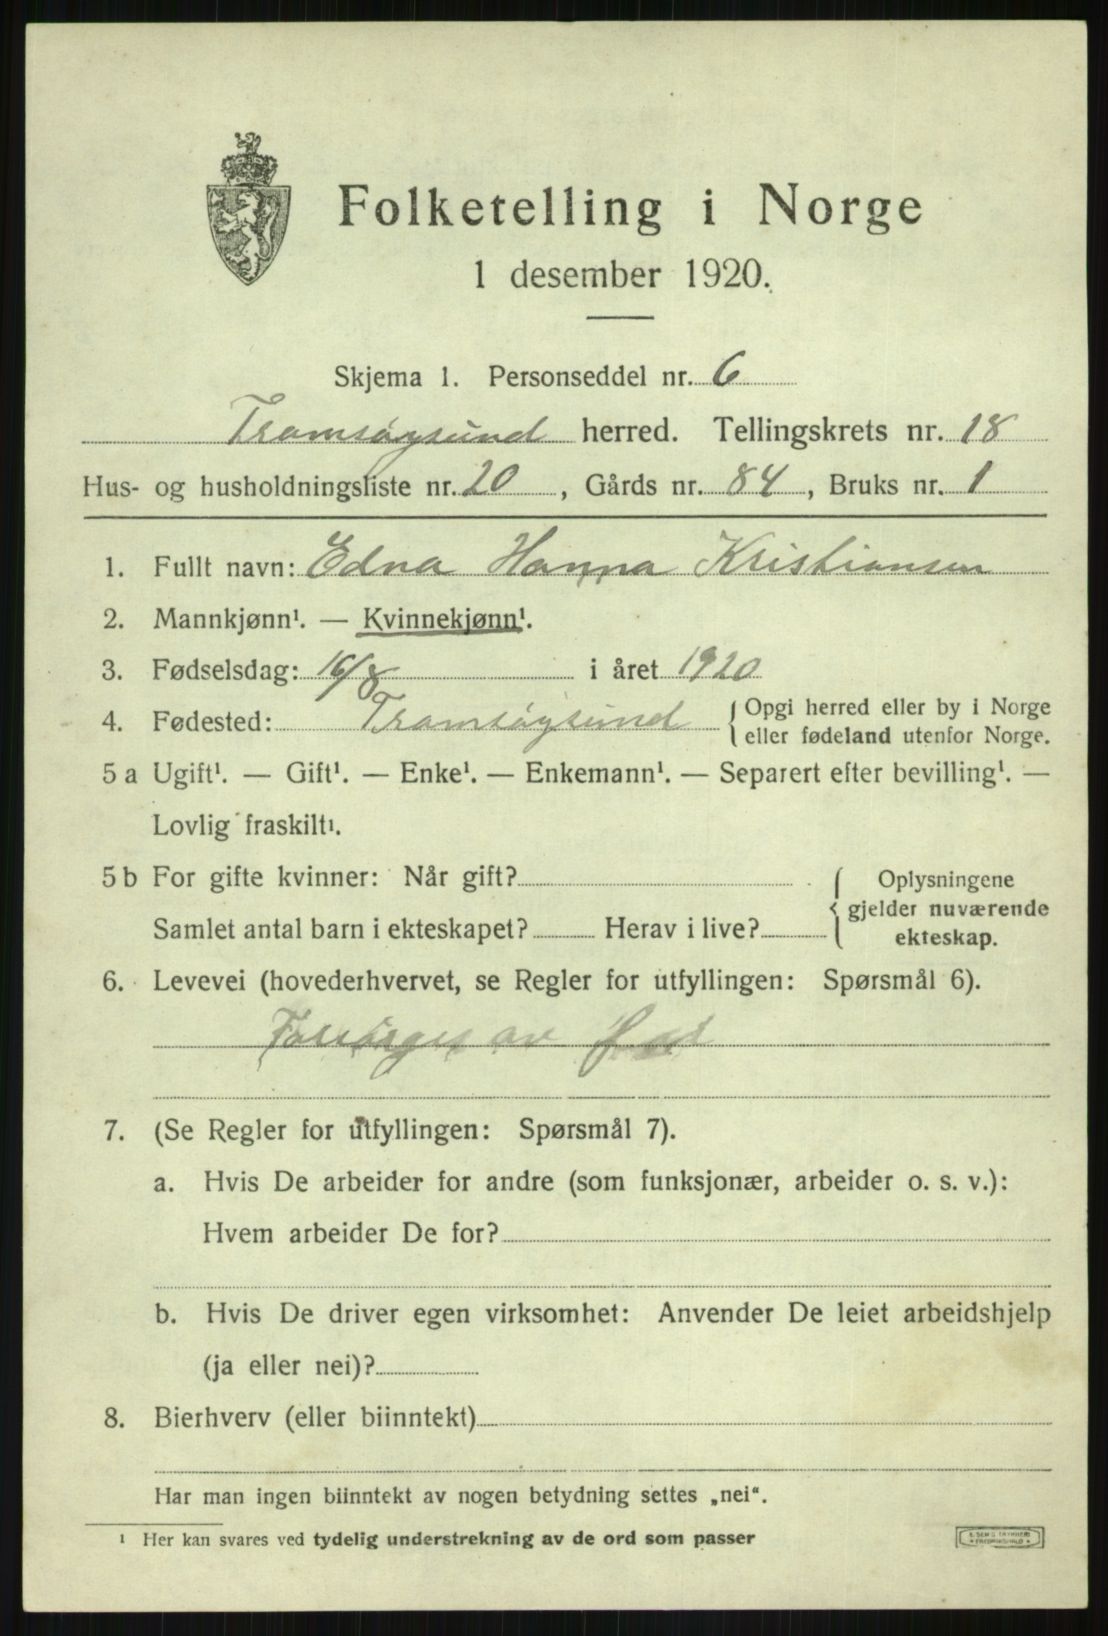 Folketelling i Norge
1 desember 1920.
Skjema 1. Personseddel nr. 6
Tromsøysund herred. Tellingskrets nr. 18
Hus- og husholdningsliste nr. 20, Gårds nr. 84, Bruks nr. 1
1. Fullt navn: Edna Hanna Kristiansen
2. Mannkjønn¹. — Kvinnekjønn¹.
3. Fødselsdag: 16/8 i året 1920
4. Fødested: Tromsøysund { Opgi herred eller by i Norge
eller fødeland utenfor Norge.
5 a Ugift¹. — Gift¹. — Enke¹. — Enkemann¹. — Separert efter bevilling¹. —
Lovlig fraskilt¹.
5 b For gifte kvinner: Når gift? { Oplysningene
gjelder nuværende
Samlet antal barn i ekteskapet? Herav i live? ekteskap.
6. Levevei (hovederhvervet, se Regler for utfyllingen: Spørsmål 6).
Forsørges av far
7. (Se Regler for utfyllingen: Spørsmål 7).
a. Hvis De arbeider for andre (som funksjonær, arbeider o. s. v.):
Hvem arbeider De for?
b. Hvis De driver egen virksomhet: Anvender De leiet arbeidshjelp
(ja eller nei)?
8. Bierhverv (eller biinntekt)
Har man ingen biinntekt av nogen betydning settes „nei“.
¹ Her kan svares ved tydelig understrekning av de ord som passer